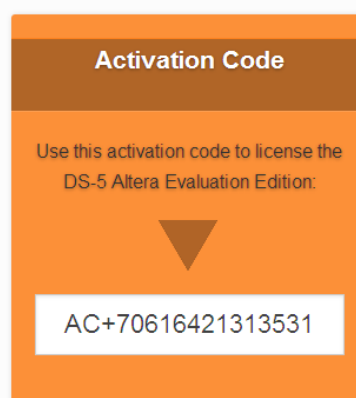 Activation Code
Use this activation code to license the
DS-5 Altera Evaluation Edition:
AC+70616421313531